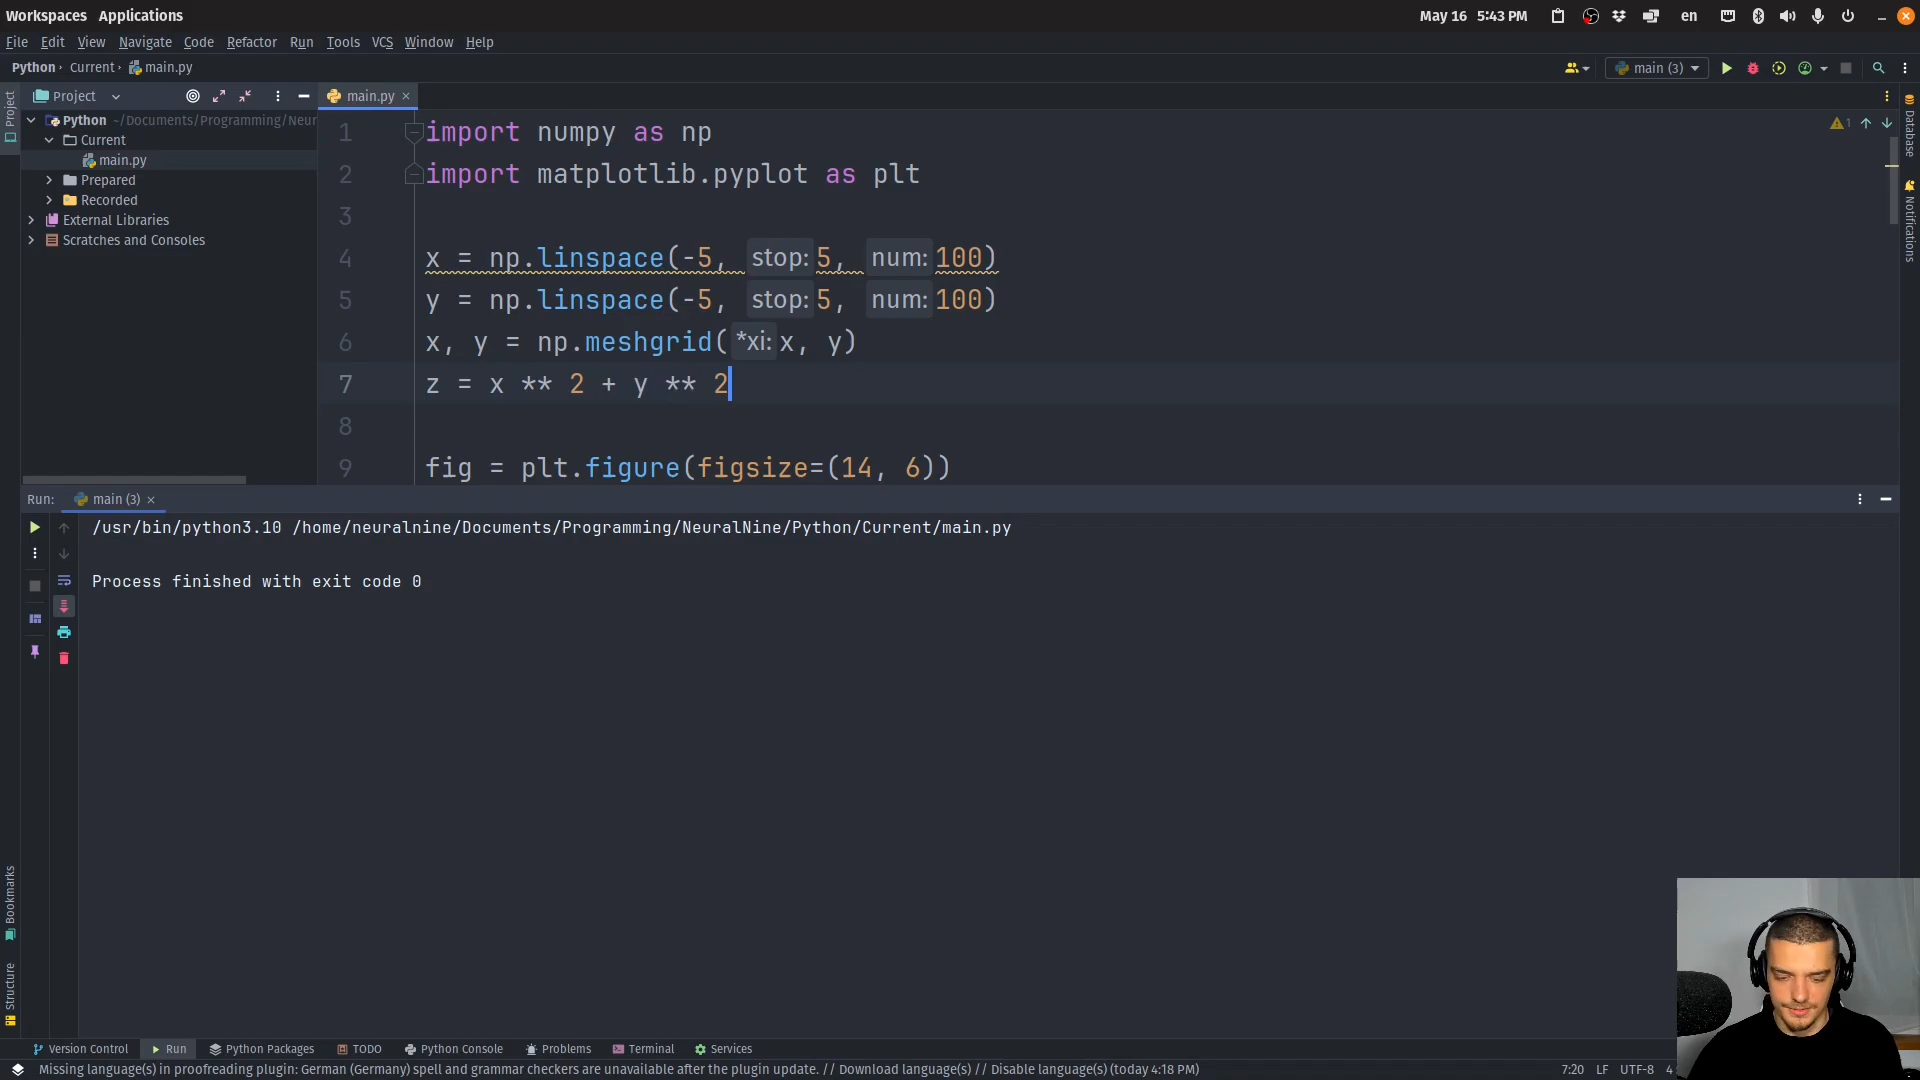 Workspaces Applications
May 16 5:43 PM
en
File Edit View Navigate Code Refactor Run Tools VCS Window Help
Python Current main.py
main (3)
Project
main.py
Python ~/Documents/Programming/Neur
Current
main.py
Prepared
Recorded
External Libraries
Scratches and Consoles
1 import numpy as np
2 import matplotlib.pyplot as plt
3
4 x = np.linspace(-5, stop: 5, num: 100)
5 y = np.linspace(-5, stop: 5, num: 100)
6 x, y = np.meshgrid(*xi: x, y)
7 z = x ** 2 + y ** 2
8
9 fig = plt.figure(figsize=(14, 6))
1
Project
Bookmarks
Structure
Database
Notifications
Run: main (3)
/usr/bin/python3.10 /home/neuralnine/Documents/Programming/NeuralNine/Python/Current/main.py
Process finished with exit code 0
Version Control Run Python Packages TODO Python Console Problems Terminal Services
Missing language(s) in proofreading plugin: German (Germany) spell and grammar checkers are unavailable after the plugin update. // Download language(s) // Disable language(s) (today 4:18 PM)
7:20 LF UTF-8 4